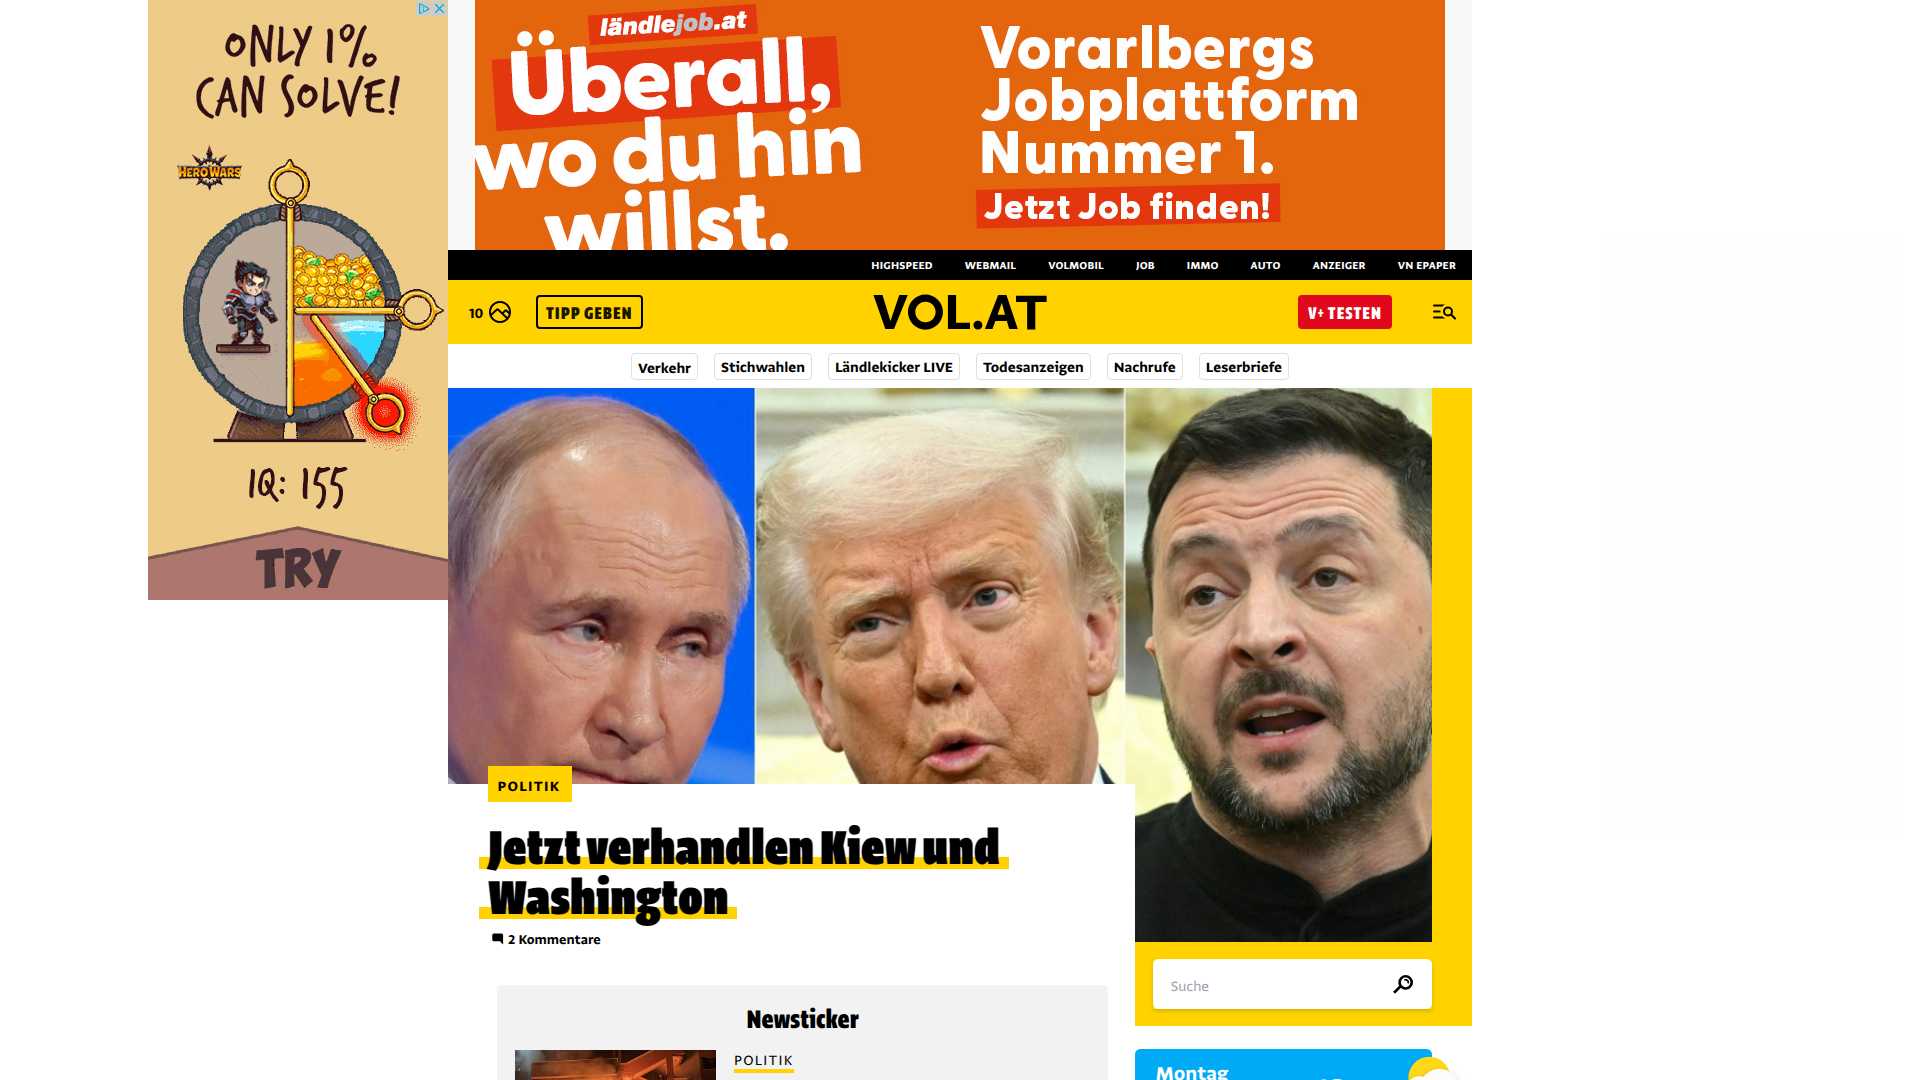 ONLY 1%
CAN SOLVE!
HEROWARS
IQ: 155
TRY
ländlejob.at
Überall,
wo du hin
willst.
Vorarlbergs
Jobplattform
Nummer 1.
Jetzt Job finden!
HIGHSPEED WEBMAIL VOLMOBIL JOB IMMO AUTO ANZEIGER VN EPAPER
10 TIPP GEBEN VOL.AT V+ TESTEN
Verkehr Stichwahlen Ländlekicker LIVE Todesanzeigen Nachrufe Leserbriefe
POLITIK
Jetzt verhandlen Kiew und
Washington
2 Kommentare
Suche
Newsticker
POLITIK
Montag